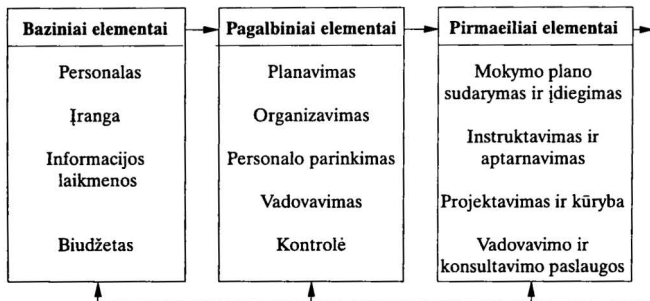 Baziniai elementai
Personalas
Įranga
Informacijos
laikmenos
Biudžetas
Pagalbiniai elementai
Planavimas
Organizavimas
Personalo parinkimas
Vadovavimas
Kontrolė
Pirmaeiliai elementai
Mokymo plano
sudarymas ir įdiegimas
Instruktavimas ir
aptarnavimas
Projektavimas ir kūryba
Vadovavimo ir
konsultavimo paslaugos